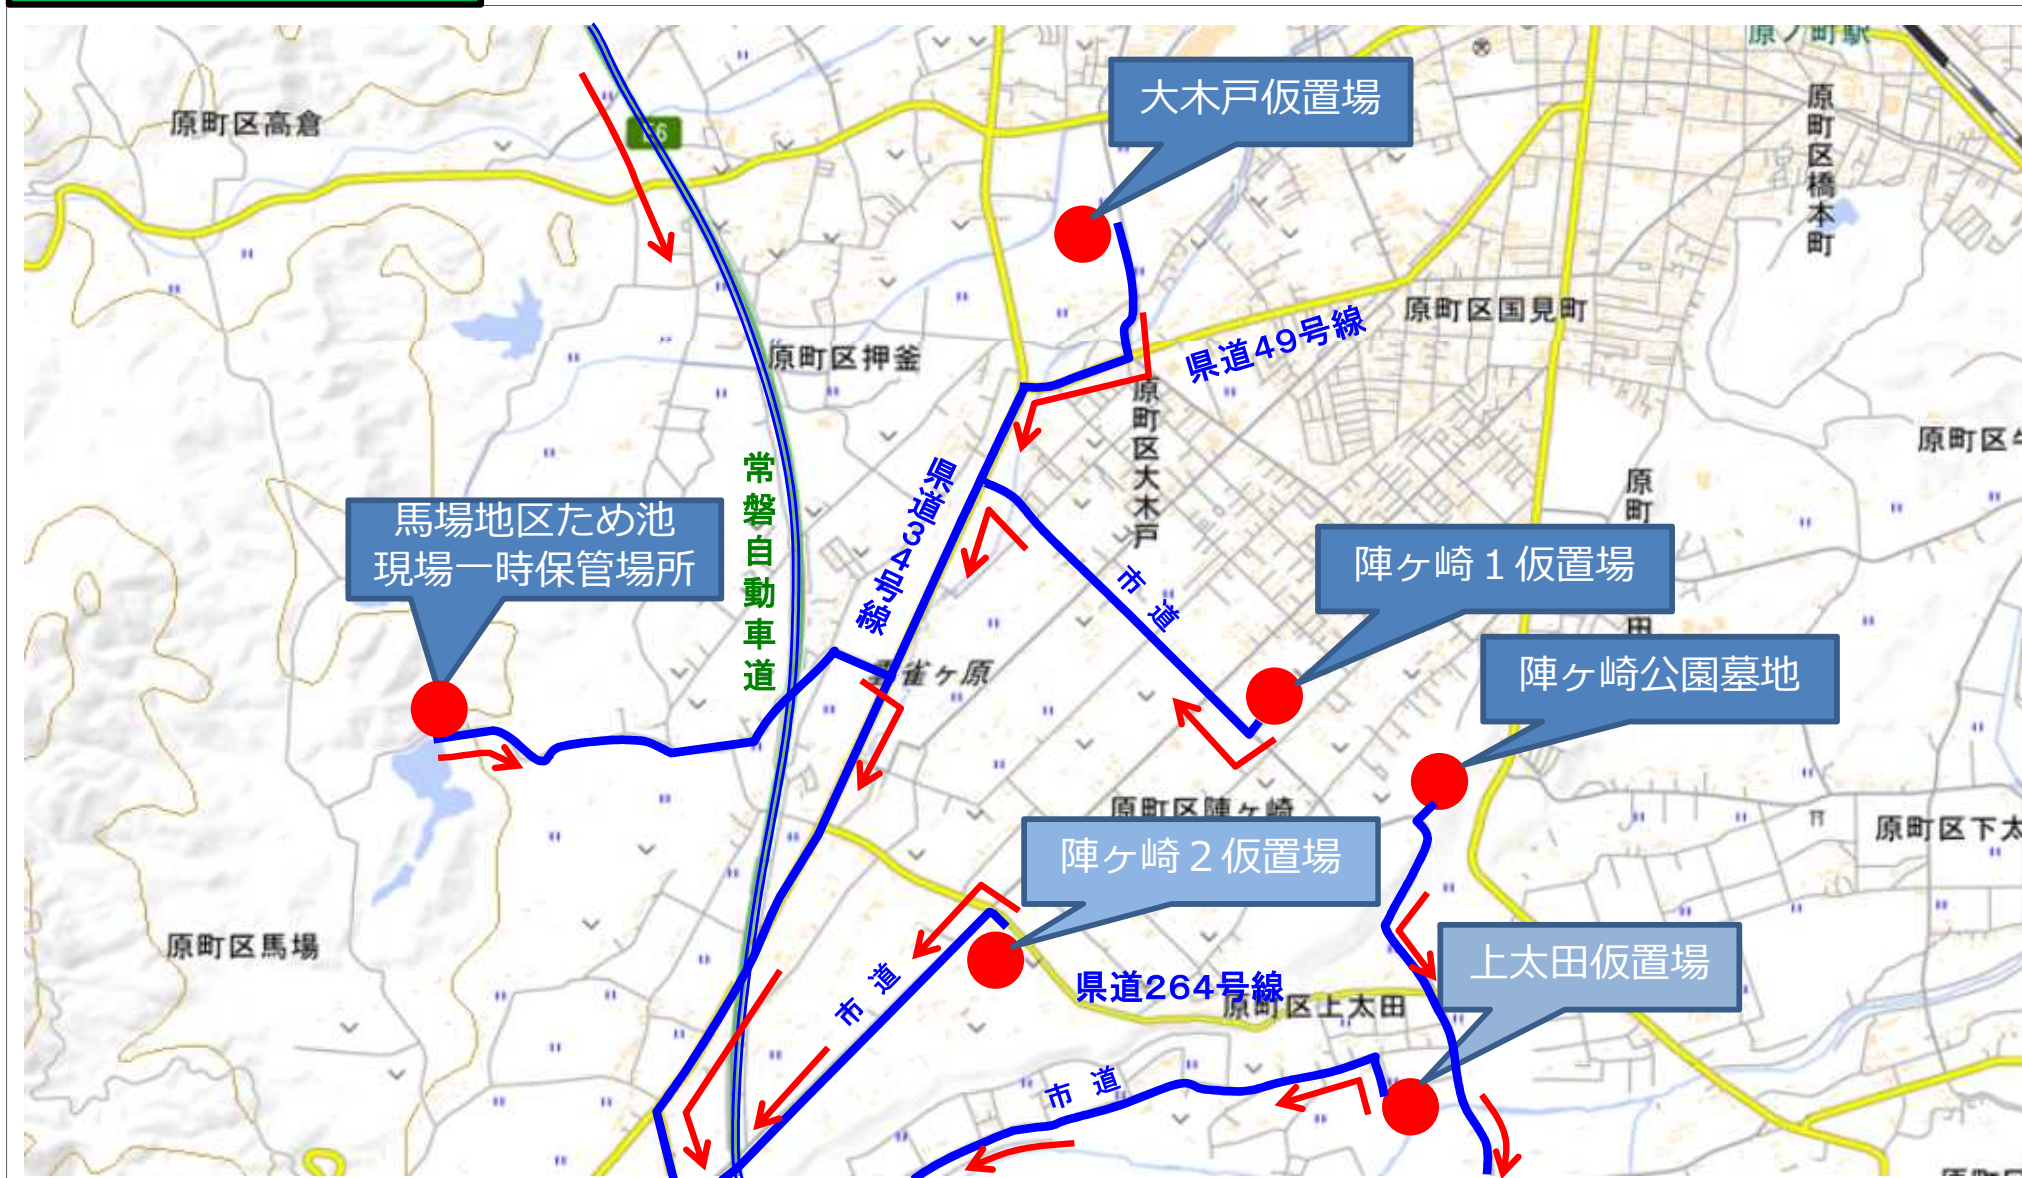 原ノ町駅
大木戸仮置場
原町区高倉
E6
原町区橋本町
原町区国見町
県道49号線
原町区押釜
原町区大木戸
原町区牛
常磐自動車道
県道34号線
原町
田
馬場地区ため池
現場一時保管場所
陣ヶ崎１仮置場
市道
陣ヶ崎公園墓地
雲雀ヶ原
原町区陣ヶ崎
原町区下太
陣ヶ崎２仮置場
原町区馬場
上太田仮置場
市道
県道264号線
原町区上太田
市道